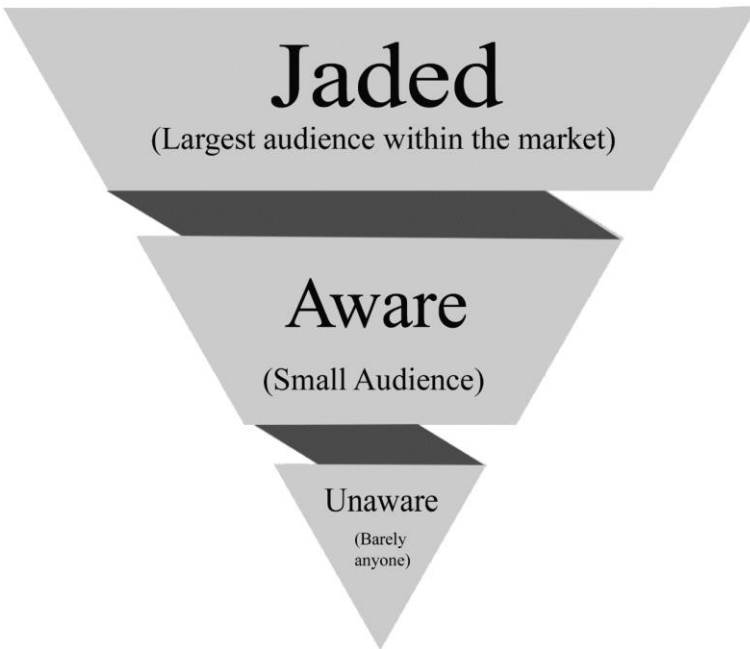 Jaded
(Largest audience within the market)
Aware
(Small Audience)
Unaware
(Barely
anyone)